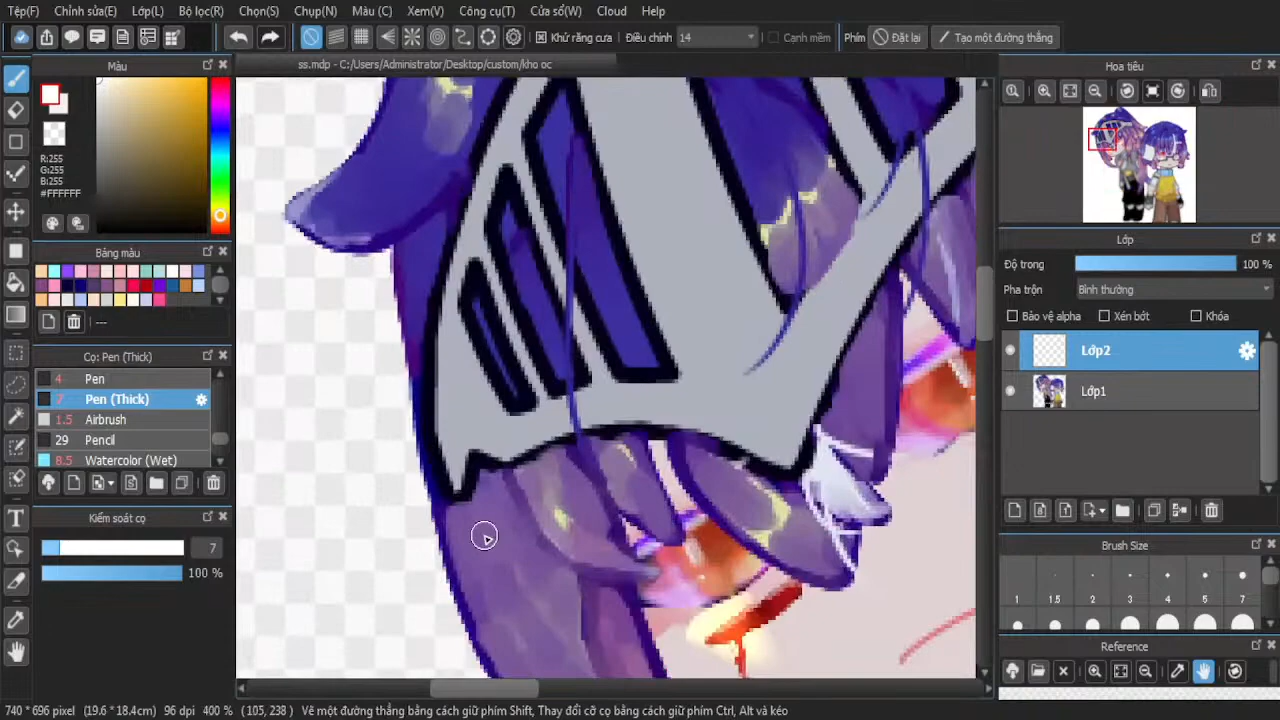 Tệp(F) Chỉnh sửa(E) Lớp(L) Bộ lọc(R) Chọn(S) Chụp(N) Màu (C) Xem(V) Công cụ(T) Cửa sổ(W) Cloud Help
Khử răng cưa Điều chỉnh 14 Cạnh mềm Phím Đặt lại Tạo một đường thẳng
ss.mdp - C:/Users/Administrator/Desktop/custom/kho oc
Màu
R:255
G:255
B:255
#FFFFFF
Bảng màu
---
Cọ: Pen (Thick)
4 Pen
7 Pen (Thick)
1.5 Airbrush
29 Pencil
8.5 Watercolor (Wet)
Kiểm soát cọ
7
100 %
Hoa tiêu
Lớp
Độ trong 100 %
Pha trộn Bình thường
Bảo vệ alpha Xén bớt Khóa
Lớp2
Lớp1
Brush Size
1 1.5 2 3 4 5 7
Reference
740 * 696 pixel (19.6 * 18.4cm) 96 dpi 400 % ( 105, 238 ) Vẽ một đường thẳng bằng cách giữ phím Shift, Thay đổi cỡ cọ bằng cách giữ phím Ctrl, Alt và kéo